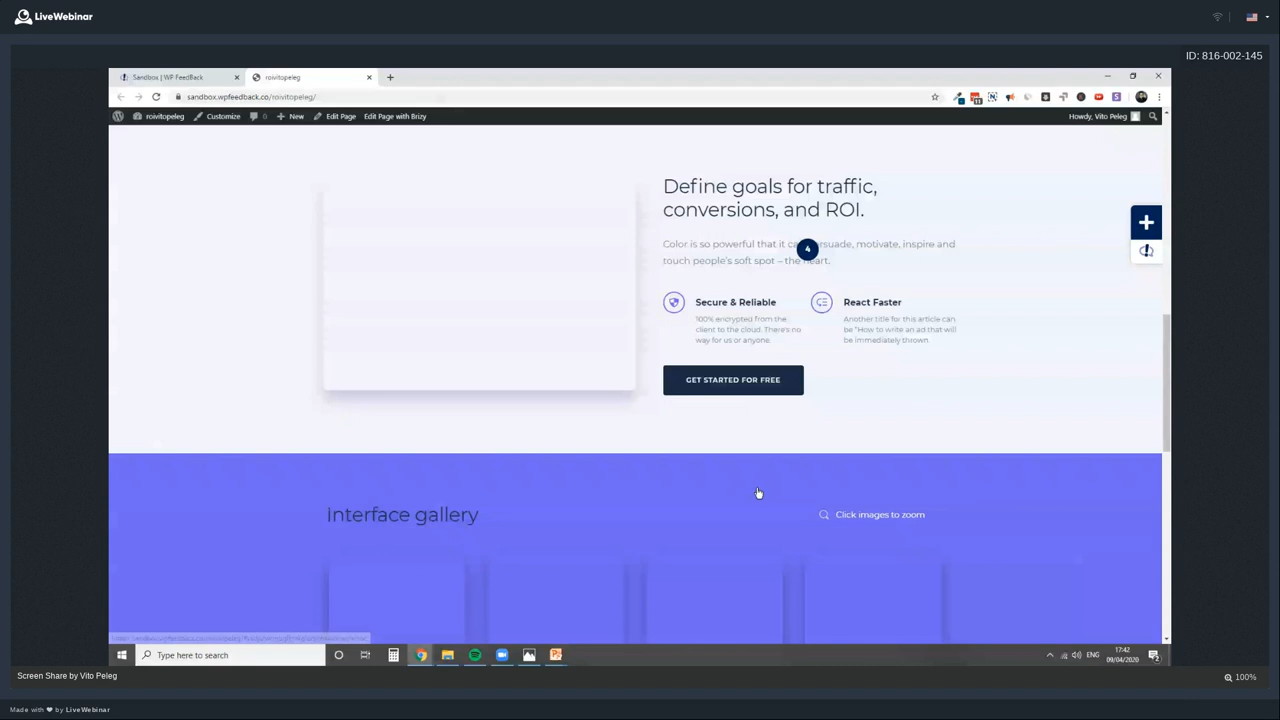 LiveWebinar
ID: 816-002-145
Sandbox | WP FeedBack
roivitopeleg
sandbox.wpfeedback.co/roivitopeleg/
roivitopeleg Customize 0 New Edit Page Edit Page with Brizy Howdy, Vito Peleg
Define goals for traffic,
conversions, and ROI.
Color is so powerful that it persuade, motivate, inspire and
4
touch people's soft spot – the heart.
Secure & Reliable
100% encrypted from the
client to the cloud. There's no
way for us or anyone.
React Faster
Another title for this article can
be "How to write an ad that will
be immediately thrown.
GET STARTED FOR FREE
Interface gallery
Click images to zoom
Type here to search
ENG
17:42
09/04/2020
Screen Share by Vito Peleg
100%
Made with ❤ by LiveWebinar